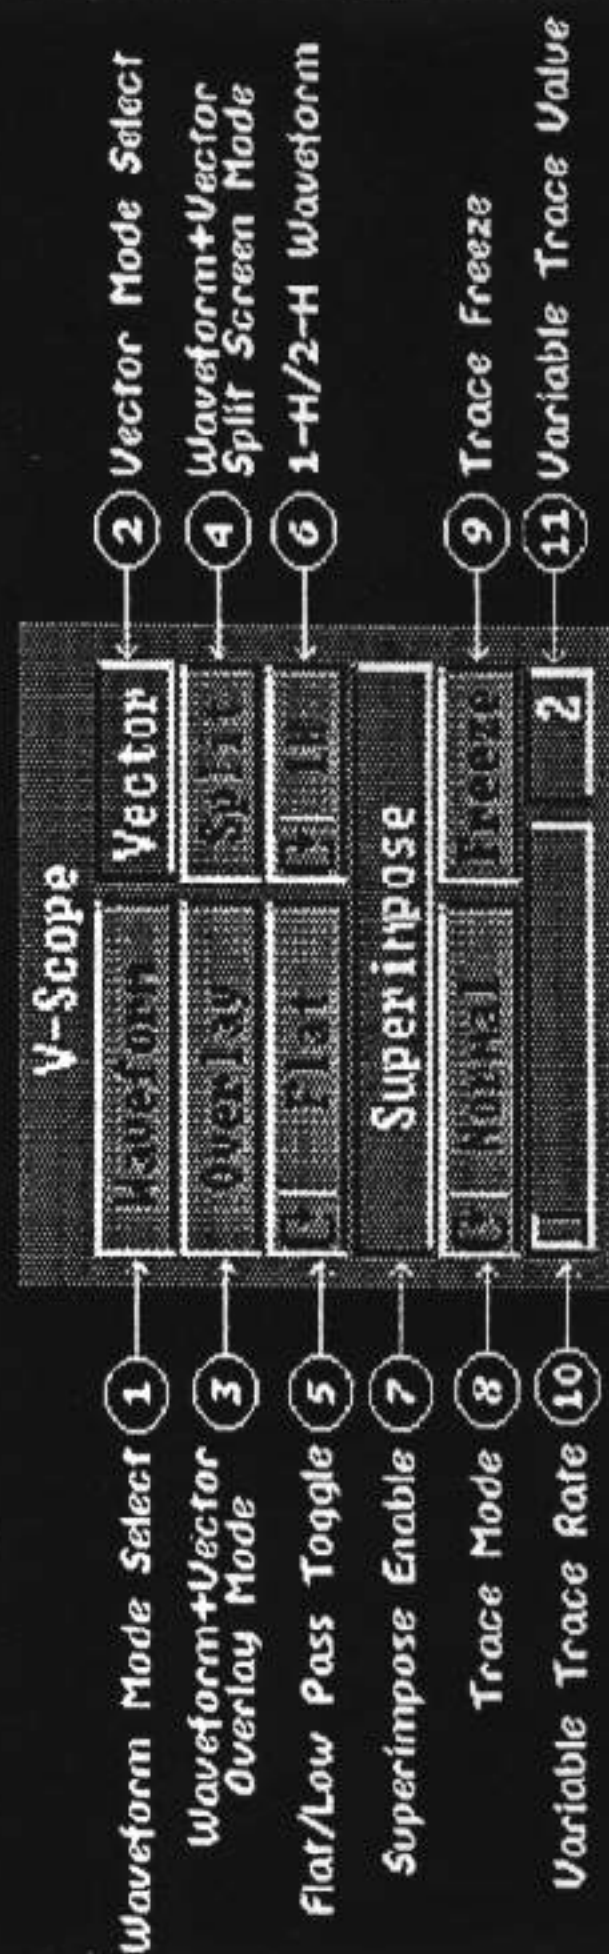 V-Scope
Waveform Mode Select 1
Waveform
Vector
2 Vector Mode Select
Waveform+Vector
Overlay Mode
3
Overlay
Split
4
Waveform+Vector
Split Screen Mode
Flat/Low Pass Toggle 5
Flat
1H
6 1-H/2-H Waveform
Superimpose Enable 7
Superimpose
Trace Mode 8
Normal
Freeze
9 Trace Freeze
Variable Trace Rate 10
2
11 Variable Trace Value